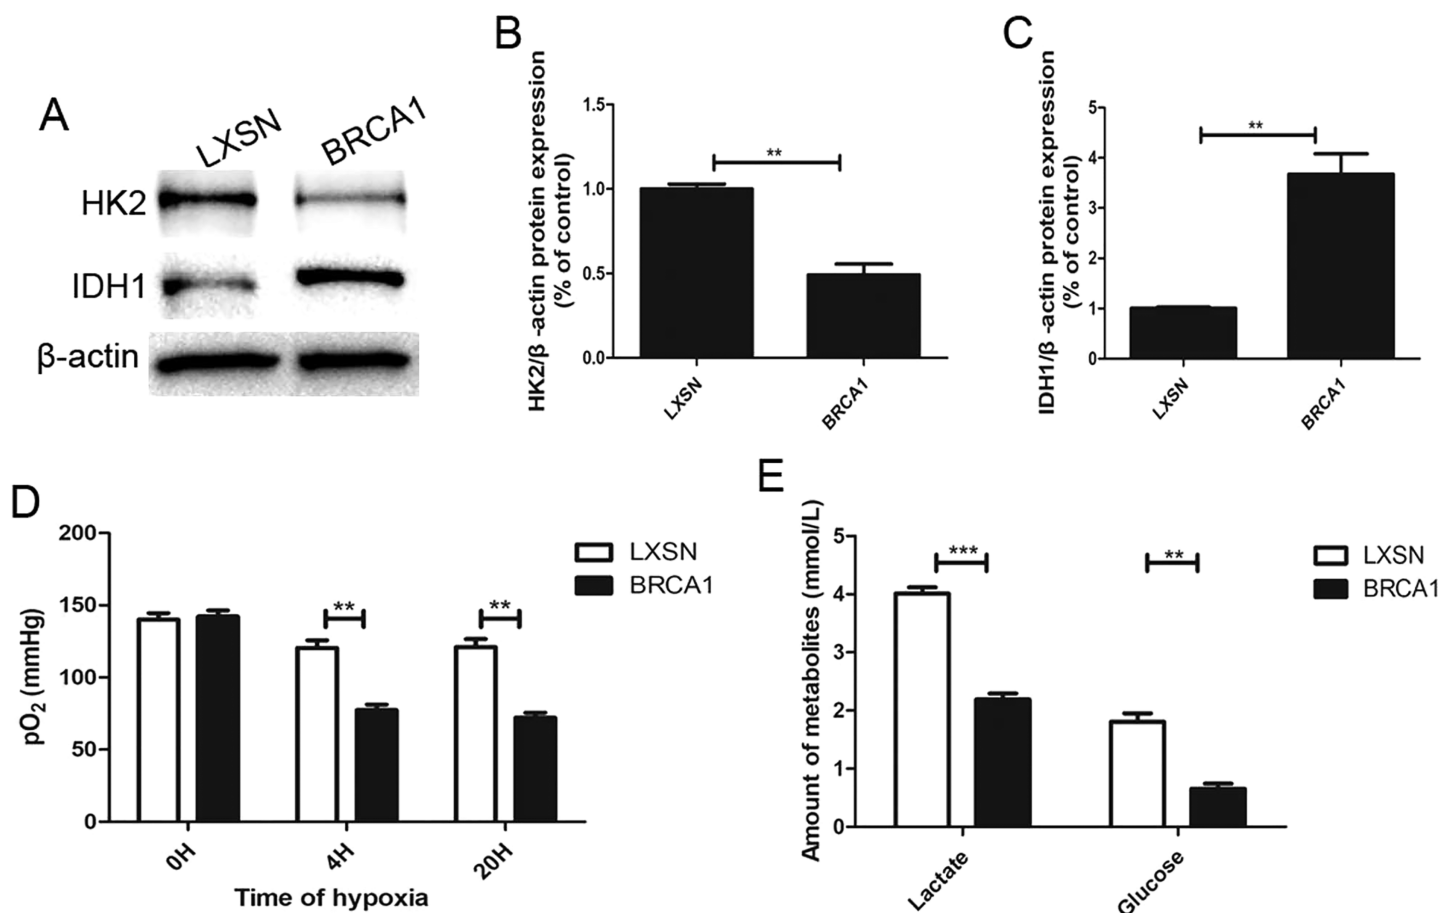 A
LXSN
BRCA1
HK2
IDH1
β-actin
B
HK2/β -actin protein expression
(% of control)
1.5
1.0
0.5
0.0
**
LXSN
BRCA1
C
IDH1/β -actin protein expression
(% of control)
5
4
3
2
1
0
**
LXSN
BRCA1
D
pO2 (mmHg)
200
150
100
50
0
**
**
LXSN
BRCA1
0H
4H
20H
Time of hypoxia
E
Amount of metabolites (mmol/L)
5
4
3
2
1
0
***
**
LXSN
BRCA1
Lactate
Glucose